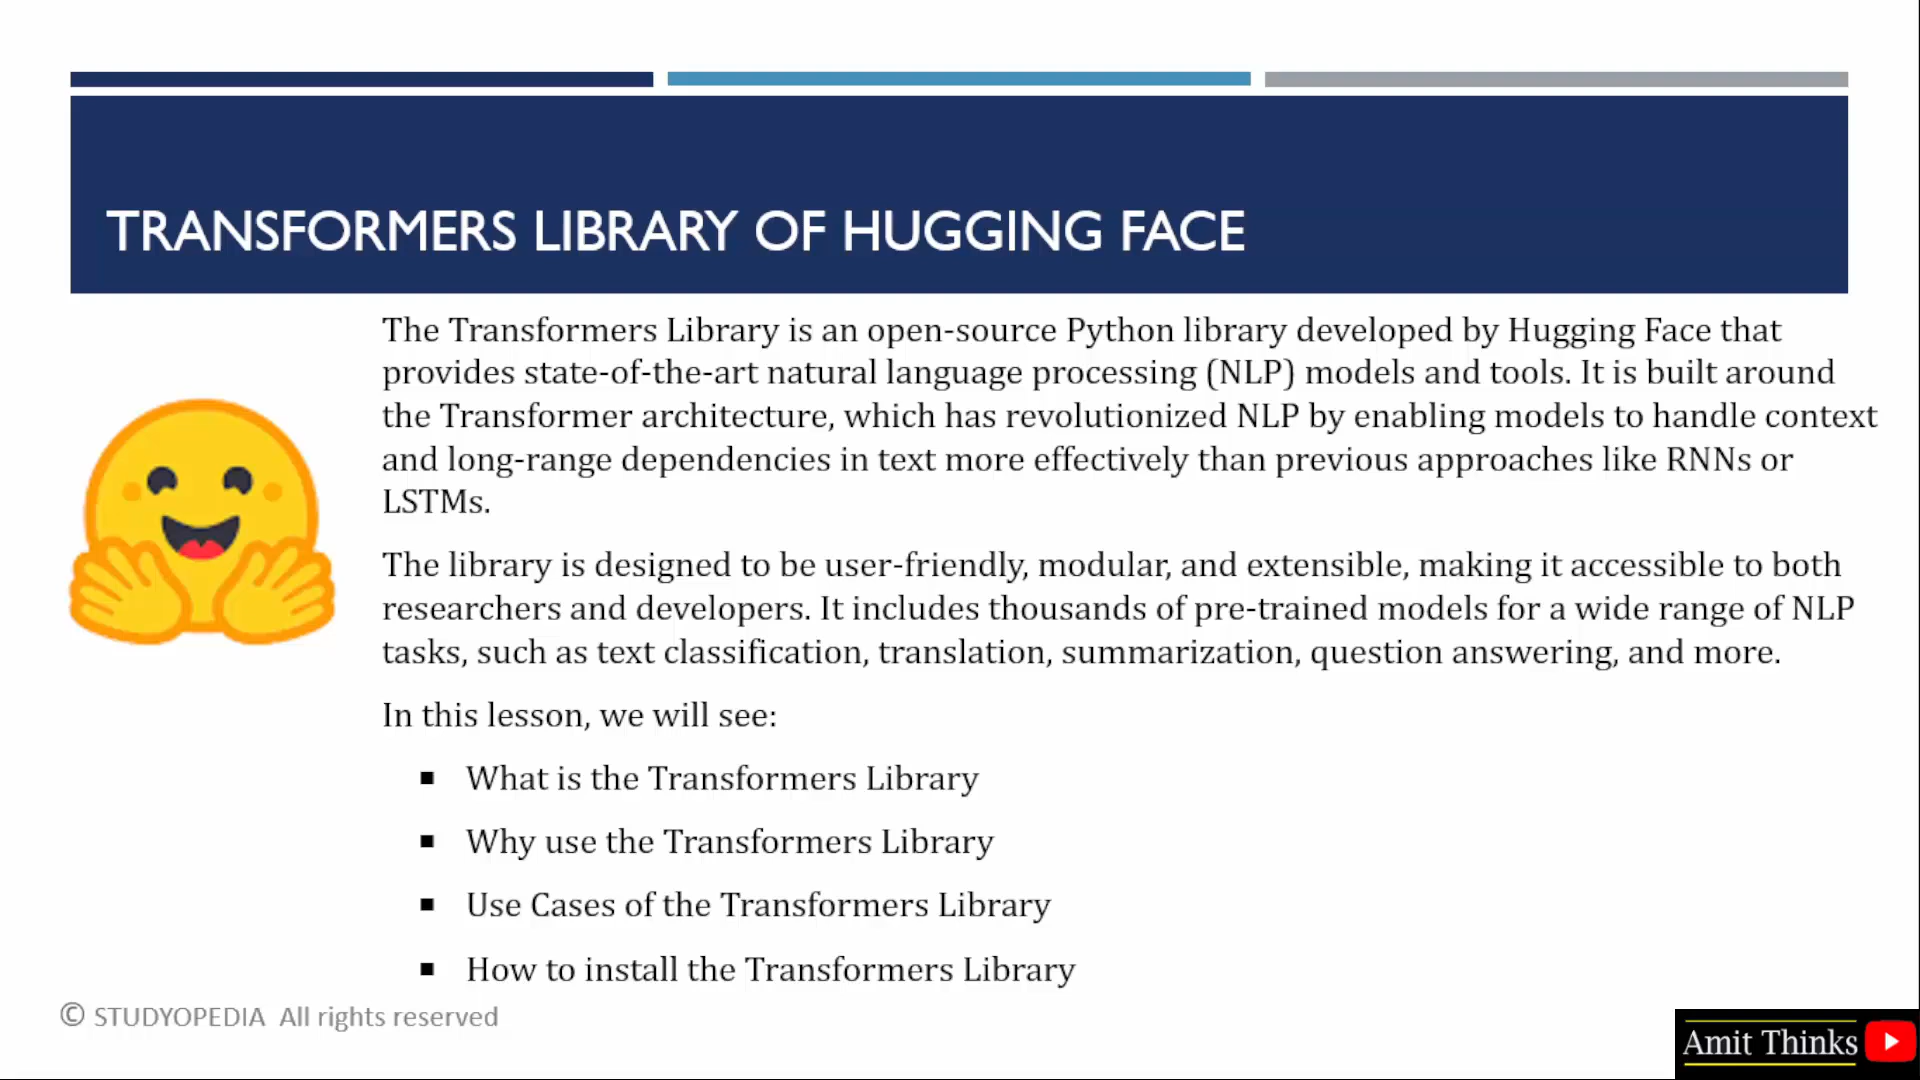 TRANSFORMERS LIBRARY OF HUGGING FACE
The Transformers Library is an open-source Python library developed by Hugging Face that
provides state-of-the-art natural language processing (NLP) models and tools. It is built around
the Transformer architecture, which has revolutionized NLP by enabling models to handle context
and long-range dependencies in text more effectively than previous approaches like RNNs or
LSTMs.
The library is designed to be user-friendly, modular, and extensible, making it accessible to both
researchers and developers. It includes thousands of pre-trained models for a wide range of NLP
tasks, such as text classification, translation, summarization, question answering, and more.
In this lesson, we will see:
▪ What is the Transformers Library
▪ Why use the Transformers Library
▪ Use Cases of the Transformers Library
▪ How to install the Transformers Library
© STUDYOPEDIA All rights reserved
Amit Thinks